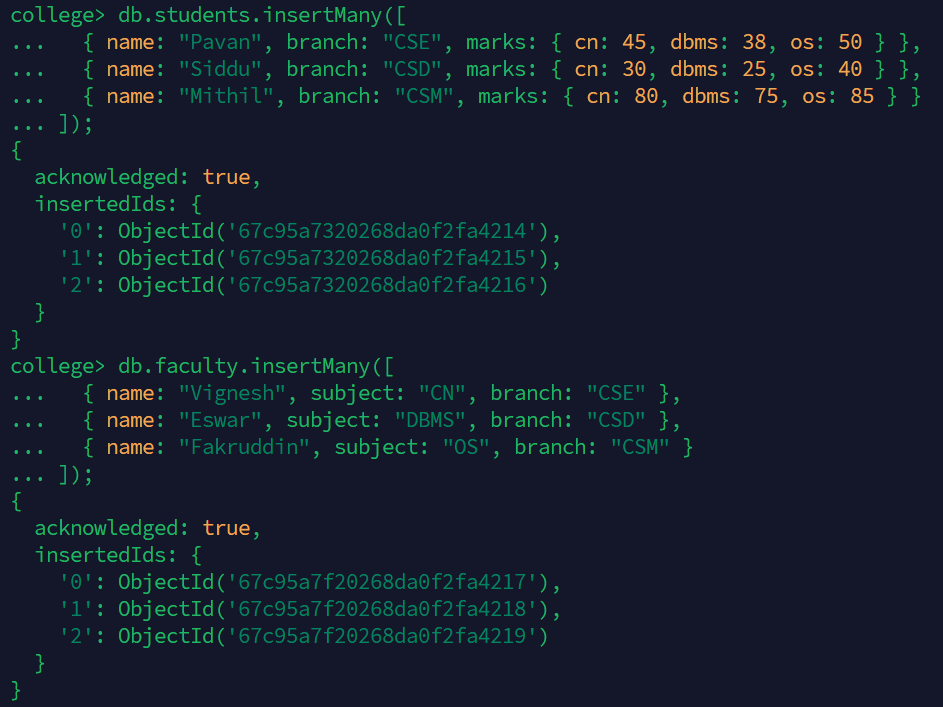 college> db.students.insertMany([
...   { name: "Pavan", branch: "CSE", marks: { cn: 45, dbms: 38, os: 50 } },
...   { name: "Siddu", branch: "CSD", marks: { cn: 30, dbms: 25, os: 40 } },
...   { name: "Mithil", branch: "CSM", marks: { cn: 80, dbms: 75, os: 85 } }
... ]);
{
  acknowledged: true,
  insertedIds: {
    '0': ObjectId('67c95a7320268da0f2fa4214'),
    '1': ObjectId('67c95a7320268da0f2fa4215'),
    '2': ObjectId('67c95a7320268da0f2fa4216')
  }
}
college> db.faculty.insertMany([
...   { name: "Vignesh", subject: "CN", branch: "CSE" },
...   { name: "Eswar", subject: "DBMS", branch: "CSD" },
...   { name: "Fakruddin", subject: "OS", branch: "CSM" }
... ]);
{
  acknowledged: true,
  insertedIds: {
    '0': ObjectId('67c95a7f20268da0f2fa4217'),
    '1': ObjectId('67c95a7f20268da0f2fa4218'),
    '2': ObjectId('67c95a7f20268da0f2fa4219')
  }
}